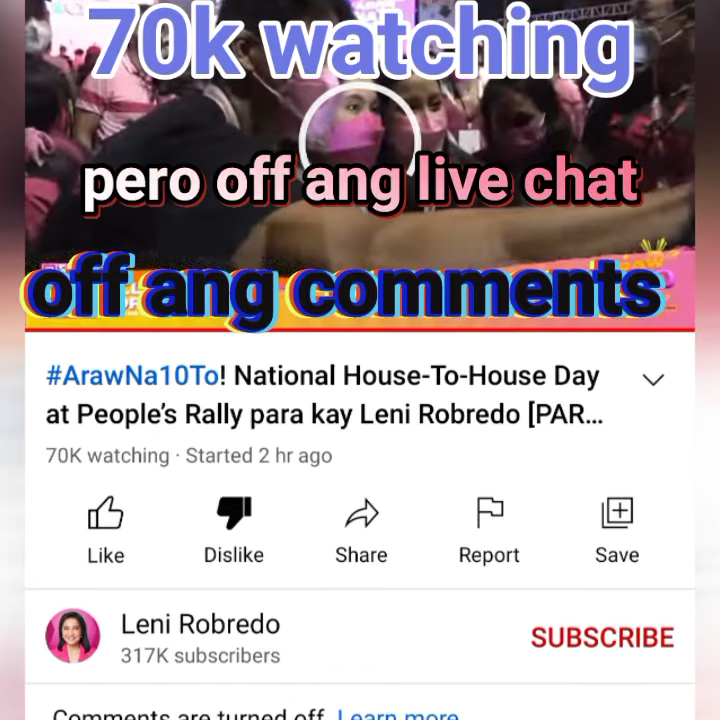 70k watching
pero off ang live chat
off ang comments
#ArawNa10To! National House-To-House Day
at People's Rally para kay Leni Robredo [PAR...
70K watching · Started 2 hr ago
Like Dislike Share Report Save
Leni Robredo
317K subscribers
SUBSCRIBE
Comments are turned off. Learn more